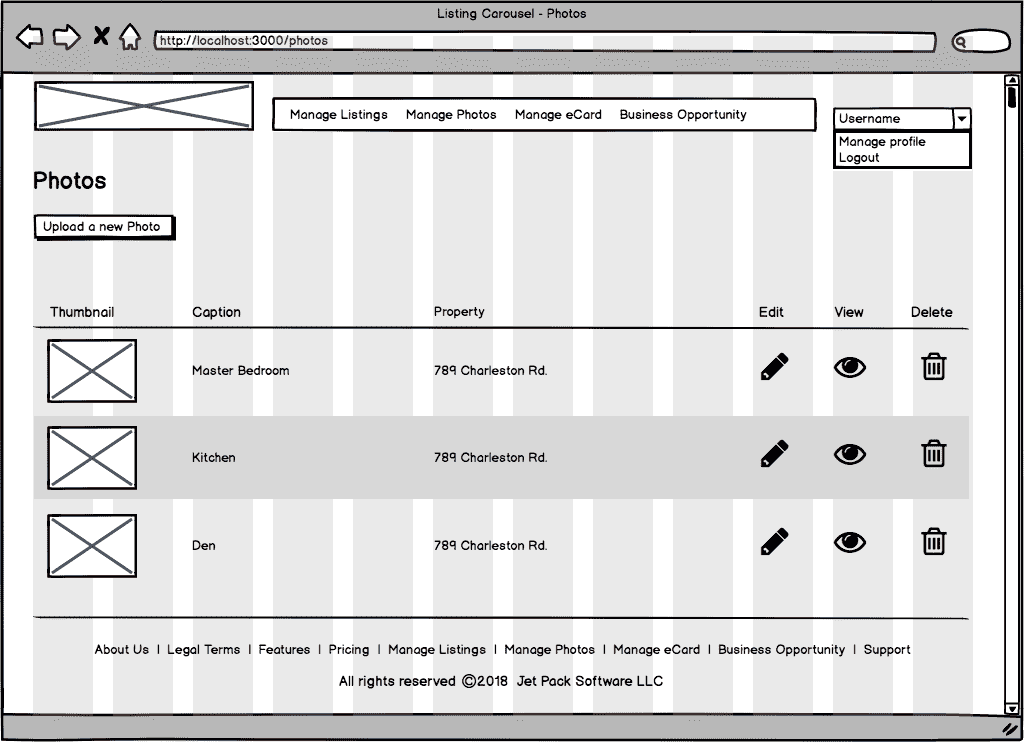 Listing Carousel - Photos
http://localhost:3000/photos
Manage Listings Manage Photos Manage eCard Business Opportunity
Username
Manage profile
Logout
Photos
Upload a new Photo
Thumbnail Caption Property Edit View Delete
Master Bedroom 789 Charleston Rd.
Kitchen 789 Charleston Rd.
Den 789 Charleston Rd.
About Us | Legal Terms | Features | Pricing | Manage Listings | Manage Photos | Manage eCard | Business Opportunity | Support
All rights reserved ©2018 Jet Pack Software LLC